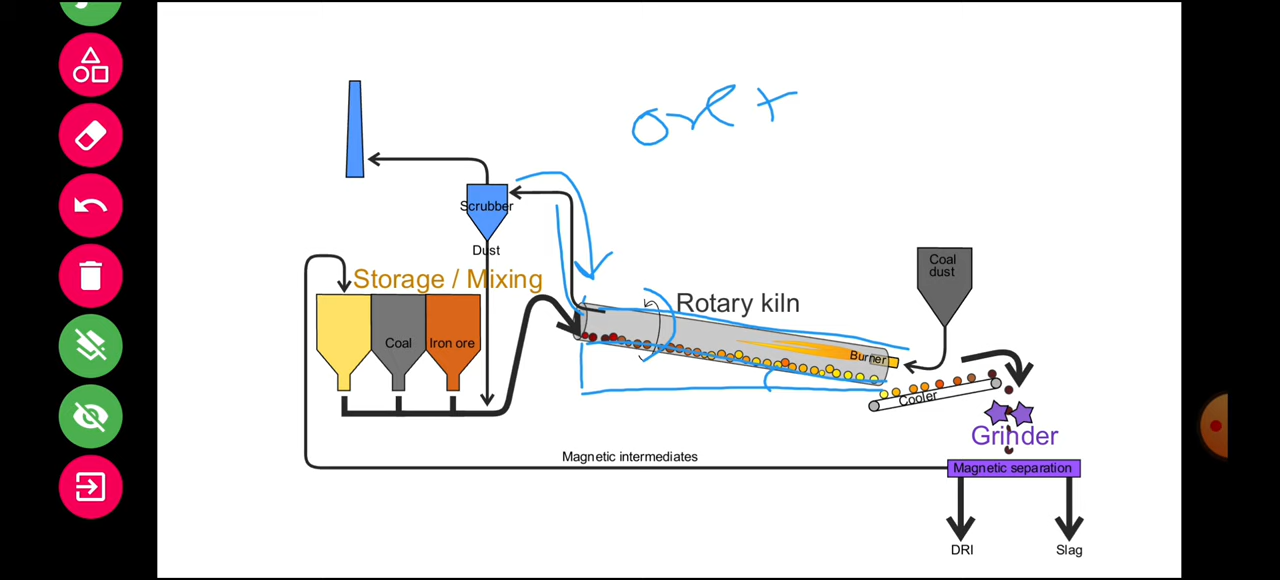 ore +
Scrubber
Dust
Storage / Mixing
Coal
Iron ore
Rotary kiln
Burner
Coal
dust
Cooler
Grinder
Magnetic intermediates
Magnetic separation
DRI
Slag